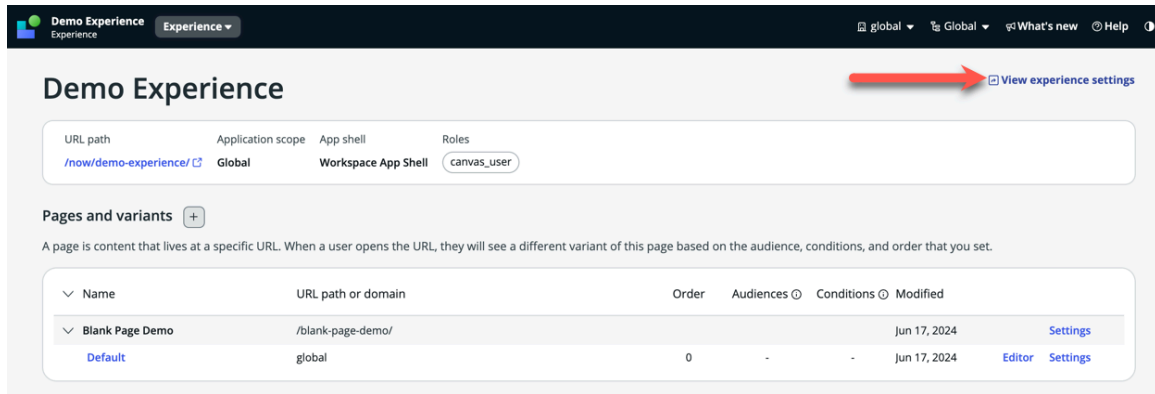 Demo Experience
Experience
Experience
global
Global
What's new
Help
Demo Experience
View experience settings
URL path Application scope App shell Roles
/now/demo-experience/ Global Workspace App Shell canvas_user
Pages and variants +
A page is content that lives at a specific URL. When a user opens the URL, they will see a different variant of this page based on the audience, conditions, and order that you set.
Name URL path or domain Order Audiences Conditions Modified
Blank Page Demo /blank-page-demo/ Jun 17, 2024 Settings
Default global 0 - - Jun 17, 2024 Editor Settings